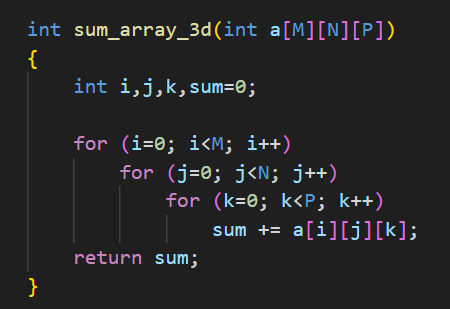 int sum_array_3d(int a[M][N][P])
{
    int i,j,k,sum=0;

    for (i=0; i<M; i++)
        for (j=0; j<N; j++)
            for (k=0; k<P; k++)
                sum += a[i][j][k];
    return sum;
}